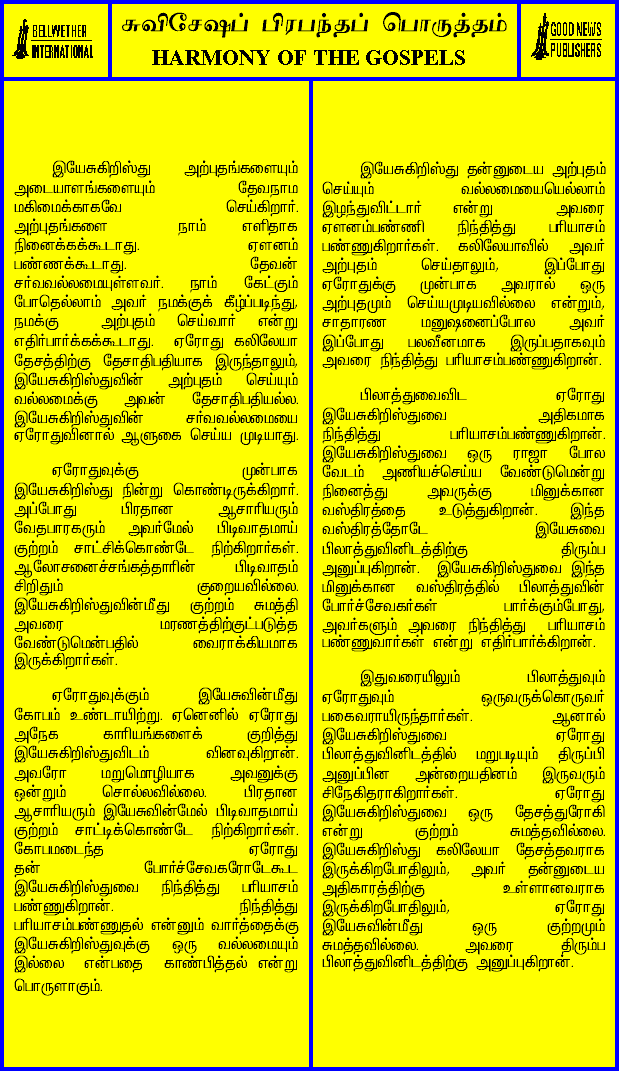 BELLWETHER
INTERNATIONAL
சுவிசேஷப் பிரபந்தப் பொருத்தம்
HARMONY OF THE GOSPELS
GOOD NEWS
PUBLISHERS
இயேசுகிறிஸ்து அற்புதங்களையும்
அடையாளங்களையும் தேவநாம
மகிமைக்காகவே செய்கிறார்.
அற்புதங்களை நாம் எளிதாக
நினைக்கக்கூடாது. ஏளனம்
பண்ணக்கூடாது. தேவன்
சர்வவல்லமையுள்ளவர். நாம் கேட்கும்
போதெல்லாம் அவர் நமக்குக் கீழ்ப்படிந்து,
நமக்கு அற்புதம் செய்வார் என்று
எதிர்பார்க்கக்கூடாது. ஏரோது கலிலேயா
தேசத்திற்கு தேசாதிபதியாக இருந்தாலும்,
இயேசுகிறிஸ்துவின் அற்புதம் செய்யும்
வல்லமைக்கு அவன் தேசாதிபதியல்ல.
இயேசுகிறிஸ்துவின் சர்வவல்லமையை
ஏரோதுவினால் ஆளுகை செய்ய முடியாது.
ஏரோதுவுக்கு முன்பாக
இயேசுகிறிஸ்து நின்று கொண்டிருக்கிறார்.
அப்போது பிரதான ஆசாரியரும்
வேதபாரகரும் அவர்மேல் பிடிவாதமாய்
குற்றம் சாட்சிக்கொண்டே நிற்கிறார்கள்.
ஆலோசனைச்சங்கத்தாரின் பிடிவாதம்
சிறிதும் குறையவில்லை.
இயேசுகிறிஸ்துவின்மீது குற்றம் சுமத்தி
அவரை மரணத்திற்குட்படுத்த
வேண்டுமென்பதில் வைராக்கியமாக
இருக்கிறார்கள்.
ஏரோதுவுக்கும் இயேசுவின்மீது
கோபம் உண்டாயிற்று. ஏனெனில் ஏரோது
அநேக காரியங்களைக் குறித்து
இயேசுகிறிஸ்துவிடம் வினவுகிறான்.
அவரோ மறுமொழியாக அவனுக்கு
ஒன்றும் சொல்லவில்லை. பிரதான
ஆசாரியரும் இயேசுவின்மேல் பிடிவாதமாய்
குற்றம் சாட்டிக்கொண்டே நிற்கிறார்கள்.
கோபமடைந்த ஏரோது
தன் போர்ச்சேவகரோடேகூட
இயேசுகிறிஸ்துவை நிந்தித்து பரியாசம்
பண்ணுகிறான். நிந்தித்து
பரியாசம்பண்ணுதல் என்னும் வார்த்தைக்கு
இயேசுகிறிஸ்துவுக்கு ஒரு வல்லமையும்
இல்லை என்பதை காண்பித்தல் என்று
பொருளாகும்.
இயேசுகிறிஸ்து தன்னுடைய அற்புதம்
செய்யும் வல்லமையையெல்லாம்
இழந்துவிட்டார் என்று அவரை
ஏளனம்பண்ணி நிந்தித்து பரியாசம்
பண்ணுகிறார்கள். கலிலேயாவில் அவர்
அற்புதம் செய்தாலும், இப்போது
ஏரோதுக்கு முன்பாக அவரால் ஒரு
அற்புதமும் செய்யமுடியவில்லை என்றும்,
சாதாரண மனுஷனைப்போல அவர்
இப்போது பலவீனமாக இருப்பதாகவும்
அவரை நிந்தித்து பரியாசம்பண்ணுகிறான்.
பிலாத்துவைவிட ஏரோது
இயேசுகிறிஸ்துவை அதிகமாக
நிந்தித்து பரியாசம்பண்ணுகிறான்.
இயேசுகிறிஸ்துவை ஒரு ராஜா போல
வேடம் அணியச்செய்ய வேண்டுமென்று
நினைத்து அவருக்கு மினுக்கான
வஸ்திரத்தை உடுத்துகிறான். இந்த
வஸ்திரத்தோடே இயேசுவை
பிலாத்துவினிடத்திற்கு திரும்ப
அனுப்புகிறான். இயேசுகிறிஸ்துவை இந்த
மினுக்கான வஸ்திரத்தில் பிலாத்துவின்
போர்ச்சேவகர்கள் பார்க்கும்போது,
அவர்களும் அவரை நிந்தித்து பரியாசம்
பண்ணுவார்கள் என்று எதிர்பார்க்கிறான்.
இதுவரையிலும் பிலாத்துவும்
ஏரோதுவும் ஒருவருக்கொருவர்
பகைவராயிருந்தார்கள். ஆனால்
இயேசுகிறிஸ்துவை ஏரோது
பிலாத்துவினிடத்தில் மறுபடியும் திருப்பி
அனுப்பின அன்றையதினம் இருவரும்
சிநேகிதராகிறார்கள். ஏரோது
இயேசுகிறிஸ்துவை ஒரு தேசத்துரோகி
என்று குற்றம் சுமத்தவில்லை.
இயேசுகிறிஸ்து கலிலேயா தேசத்தவராக
இருக்கிறபோதிலும், அவர் தன்னுடைய
அதிகாரத்திற்கு உள்ளானவராக
இருக்கிறபோதிலும், ஏரோது
இயேசுவின்மீது ஒரு குற்றமும்
சுமத்தவில்லை. அவரை திரும்ப
பிலாத்துவினிடத்திற்கு அனுப்புகிறான்.